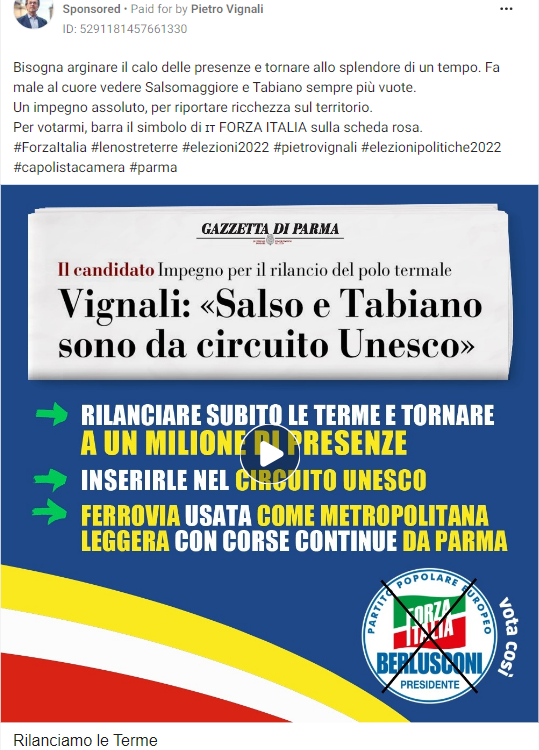 Sponsored • Paid for by Pietro Vignali
ID: 5291181457661330
Bisogna arginare il calo delle presenze e tornare allo splendore di un tempo. Fa
male al cuore vedere Salsomaggiore e Tabiano sempre più vuote.
Un impegno assoluto, per riportare ricchezza sul territorio.
Per votarmi, barra il simbolo di IT FORZA ITALIA sulla scheda rosa.
#ForzaItalia #lenostreterre #elezioni2022 #pietrovignali #elezionipolitiche2022
#capolistacamera #parma
GAZZETTA DI PARMA
Il candidato Impegno per il rilancio del polo termale
Vignali: «Salso e Tabiano
sono da circuito Unesco»
RILANCIARE SUBITO LE TERME E TORNARE
A UN MILIONE DI PRESENZE
INSERIRLE NEL CIRCUITO UNESCO
FERROVIA USATA COME METROPOLITANA
LEGGERA CON CORSE CONTINUE DA PARMA
PARTITO POPOLARE EUROPEO
FORZA
ITALIA
BERLUSCONI
PRESIDENTE
vota così
Rilanciamo le Terme